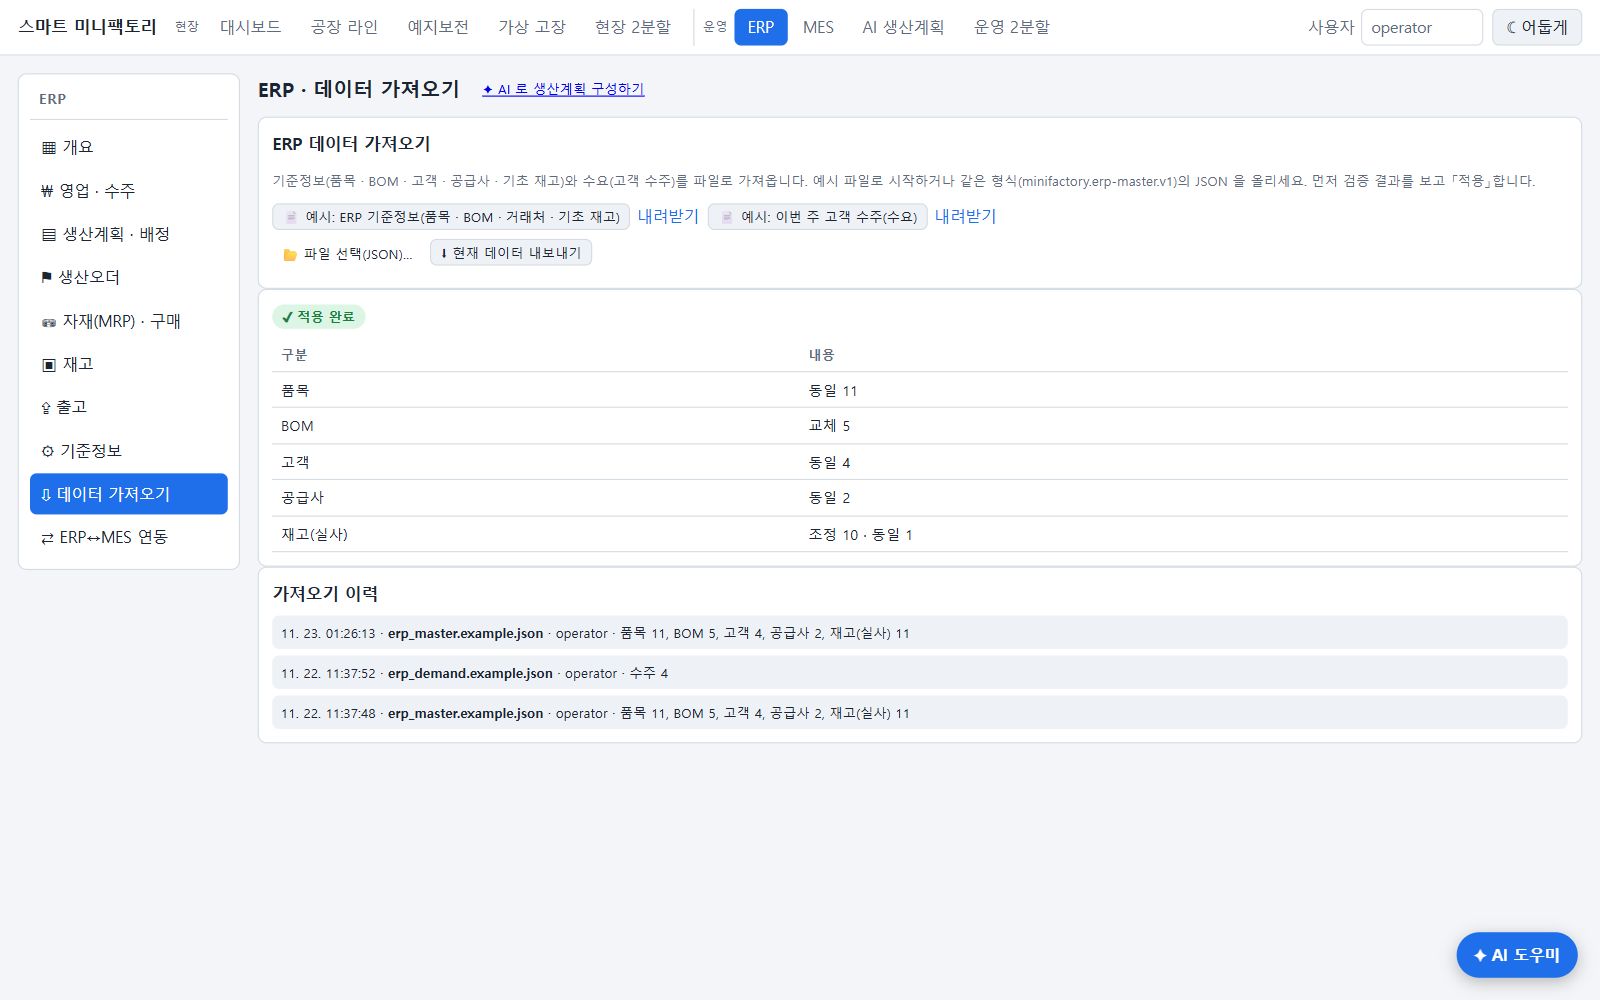 스마트 미니팩토리 현장 대시보드 공장 라인 예지보전 가상 고장 현장 2분할 운영 ERP MES AI 생산계획 운영 2분할 사용자 operator ☾ 어둡게
ERP
▦ 개요
₩ 영업 · 수주
▤ 생산계획 · 배정
⚑ 생산오더
자재(MRP) · 구매
▣ 재고
⇪ 출고
⚙ 기준정보
⇩ 데이터 가져오기
⇄ ERP↔MES 연동
ERP · 데이터 가져오기 ✦ AI 로 생산계획 구성하기
ERP 데이터 가져오기
기준정보(품목 · BOM · 고객 · 공급사 · 기초 재고)와 수요(고객 수주)를 파일로 가져옵니다. 예시 파일로 시작하거나 같은 형식(minifactory.erp-master.v1)의 JSON 을 올리세요. 먼저 검증 결과를 보고 「적용」합니다.
예시: ERP 기준정보(품목 · BOM · 거래처 · 기초 재고) 내려받기 예시: 이번 주 고객 수주(수요) 내려받기
파일 선택(JSON)… ⬇ 현재 데이터 내보내기
✔ 적용 완료
구분 내용
품목 동일 11
BOM 교체 5
고객 동일 4
공급사 동일 2
재고(실사) 조정 10 · 동일 1
가져오기 이력
11. 23. 01:26:13 · erp_master.example.json · operator · 품목 11, BOM 5, 고객 4, 공급사 2, 재고(실사) 11
11. 22. 11:37:52 · erp_demand.example.json · operator · 수주 4
11. 22. 11:37:48 · erp_master.example.json · operator · 품목 11, BOM 5, 고객 4, 공급사 2, 재고(실사) 11
✦ AI 도우미